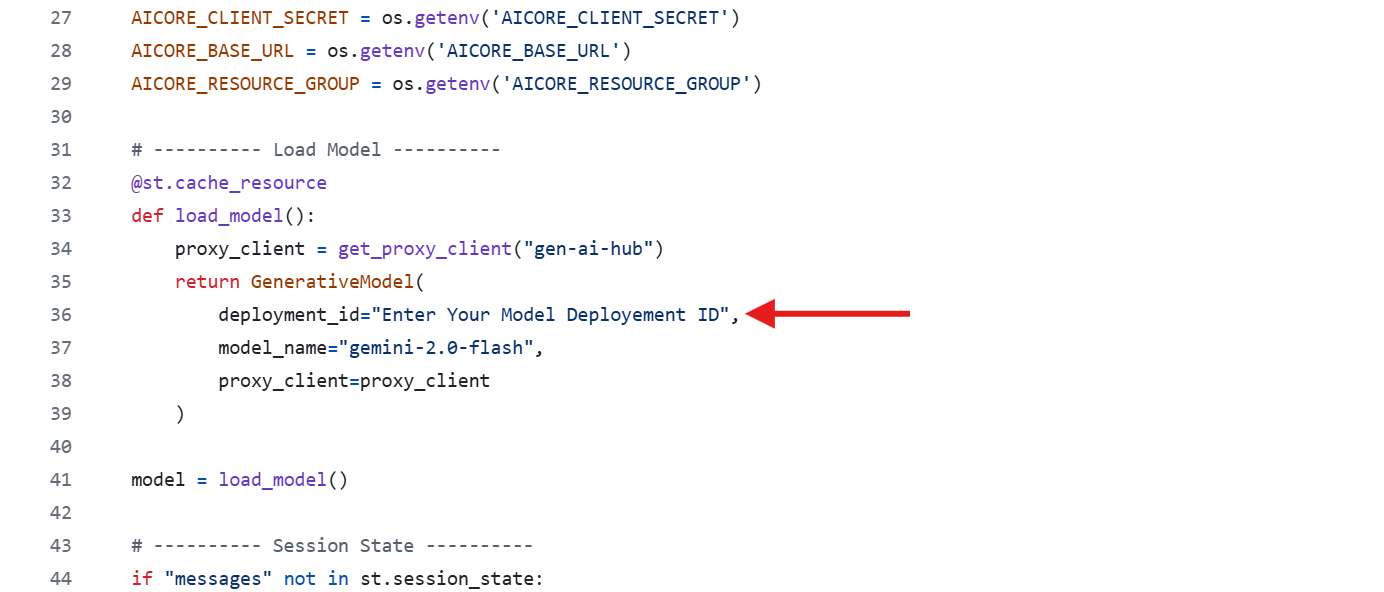 27 AICORE_CLIENT_SECRET = os.getenv('AICORE_CLIENT_SECRET')
28 AICORE_BASE_URL = os.getenv('AICORE_BASE_URL')
29 AICORE_RESOURCE_GROUP = os.getenv('AICORE_RESOURCE_GROUP')
30
31 # ---------- Load Model ----------
32 @st.cache_resource
33 def load_model():
34     proxy_client = get_proxy_client("gen-ai-hub")
35     return GenerativeModel(
36         deployment_id="Enter Your Model Deployement ID",
37         model_name="gemini-2.0-flash",
38         proxy_client=proxy_client
39     )
40
41 model = load_model()
42
43 # ---------- Session State ----------
44 if "messages" not in st.session_state: